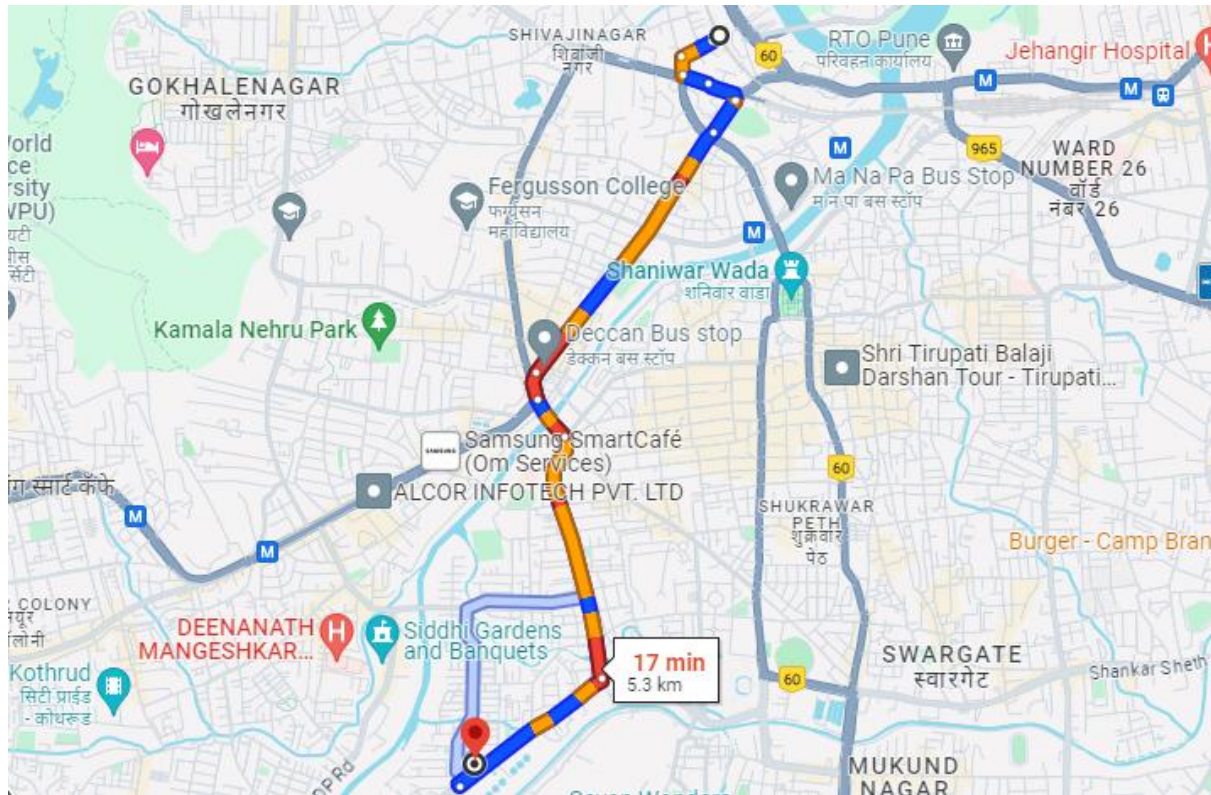 SHIVAJINAGAR
शिवाजी
नगर
60
RTO Pune
परिवहन कार्यालय
Jehangir Hospital
H
M
M
GOKHALENAGAR
गोखलेनगर
965
WARD
NUMBER 26
वॉर्ड
नंबर 26
M
Fergusson College
फर्ग्युसन
महाविद्यालय
Ma Na Pa Bus Stop
म न पा बस स्टॉप
M
Shaniwar Wada
शनिवार वाडा
Kamala Nehru Park
Deccan Bus stop
डेक्कन बस स्टॉप
Shri Tirupati Balaji
Darshan Tour - Tirupati...
SAMSUNG
Samsung SmartCafé
(Om Services)
60
ALCOR INFOTECH PVT. LTD
M
M
SHUKRAWAR
PETH
शुक्रवार
पेठ
Burger - Camp Bran
COLONY
DEENANATH
MANGESHKAR...
H
Siddhi Gardens
and Banquets
17 min
5.3 km
SWARGATE
स्वारगेट
Shankar Sheth
60
Kothrud
सिटी प्राईड
- कोथरूड
DP Rd
MUKUND
NAGAR